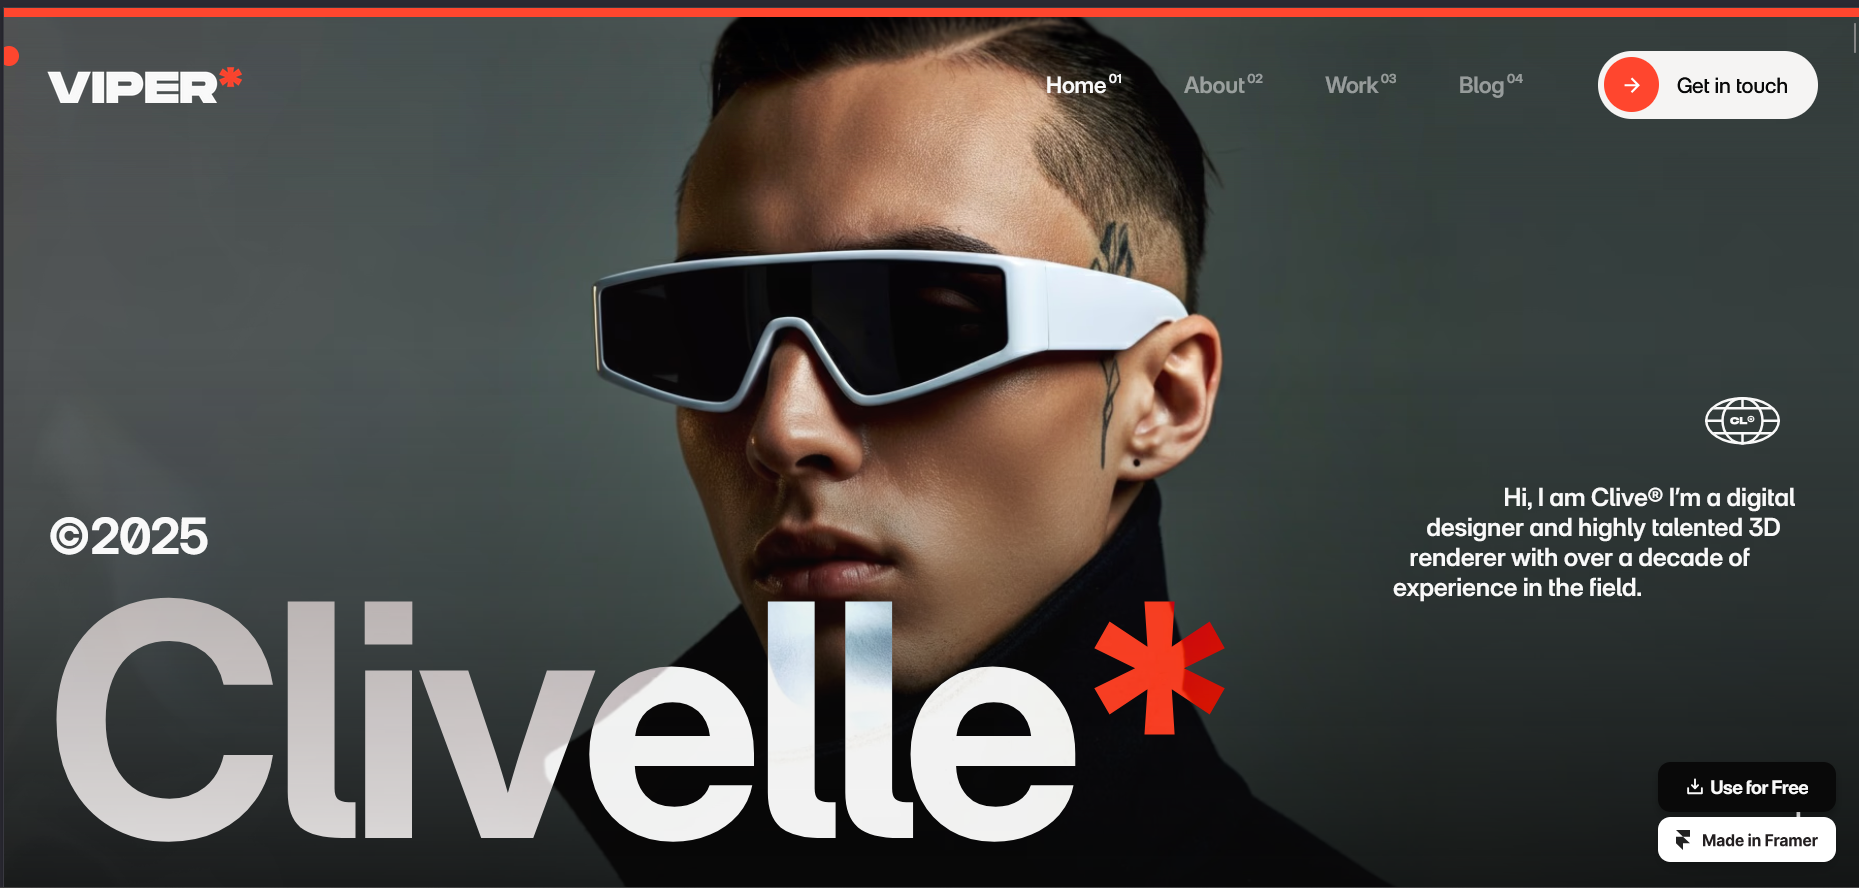 VIPER*
Home 01
About 02
Work 03
Blog 04
Get in touch
CL®
Hi, I am Clive® I'm a digital
designer and highly talented 3D
renderer with over a decade of
experience in the field.
©2025
Clivelle*
Use for Free
Made in Framer